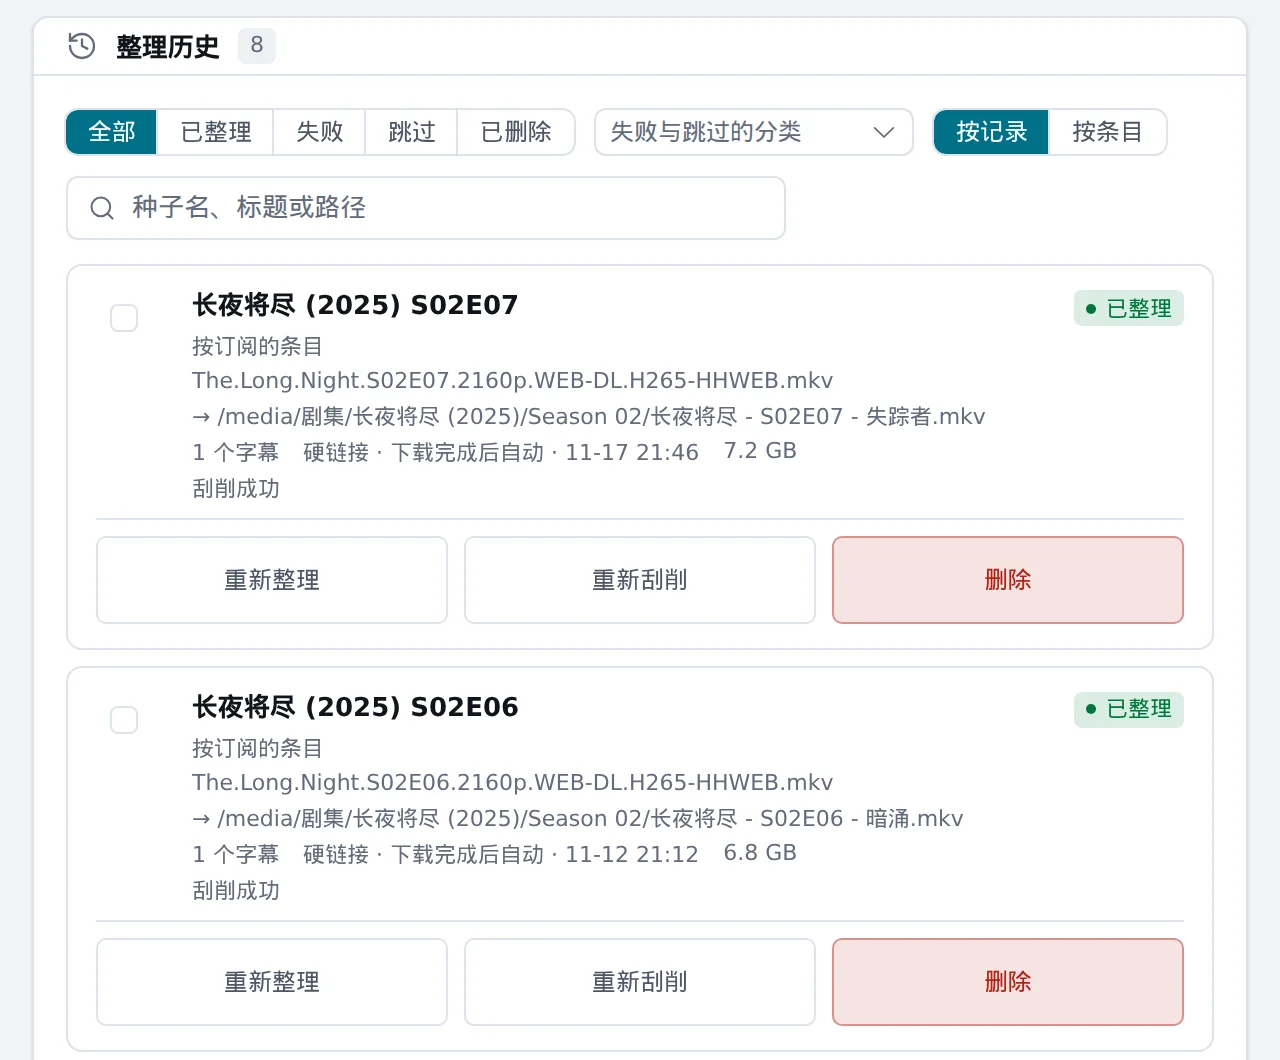 整理历史 8
全部 已整理 失败 跳过 已删除 失败与跳过的分类 按记录 按条目
种子名、标题或路径
长夜将尽 (2025) S02E07 已整理
按订阅的条目
The.Long.Night.S02E07.2160p.WEB-DL.H265-HHWEB.mkv
→ /media/剧集/长夜将尽 (2025)/Season 02/长夜将尽 - S02E07 - 失踪者.mkv
1 个字幕 硬链接 · 下载完成后自动 · 11-17 21:46 7.2 GB
刮削成功
重新整理 重新刮削 删除
长夜将尽 (2025) S02E06 已整理
按订阅的条目
The.Long.Night.S02E06.2160p.WEB-DL.H265-HHWEB.mkv
→ /media/剧集/长夜将尽 (2025)/Season 02/长夜将尽 - S02E06 - 暗涌.mkv
1 个字幕 硬链接 · 下载完成后自动 · 11-12 21:12 6.8 GB
刮削成功
重新整理 重新刮削 删除